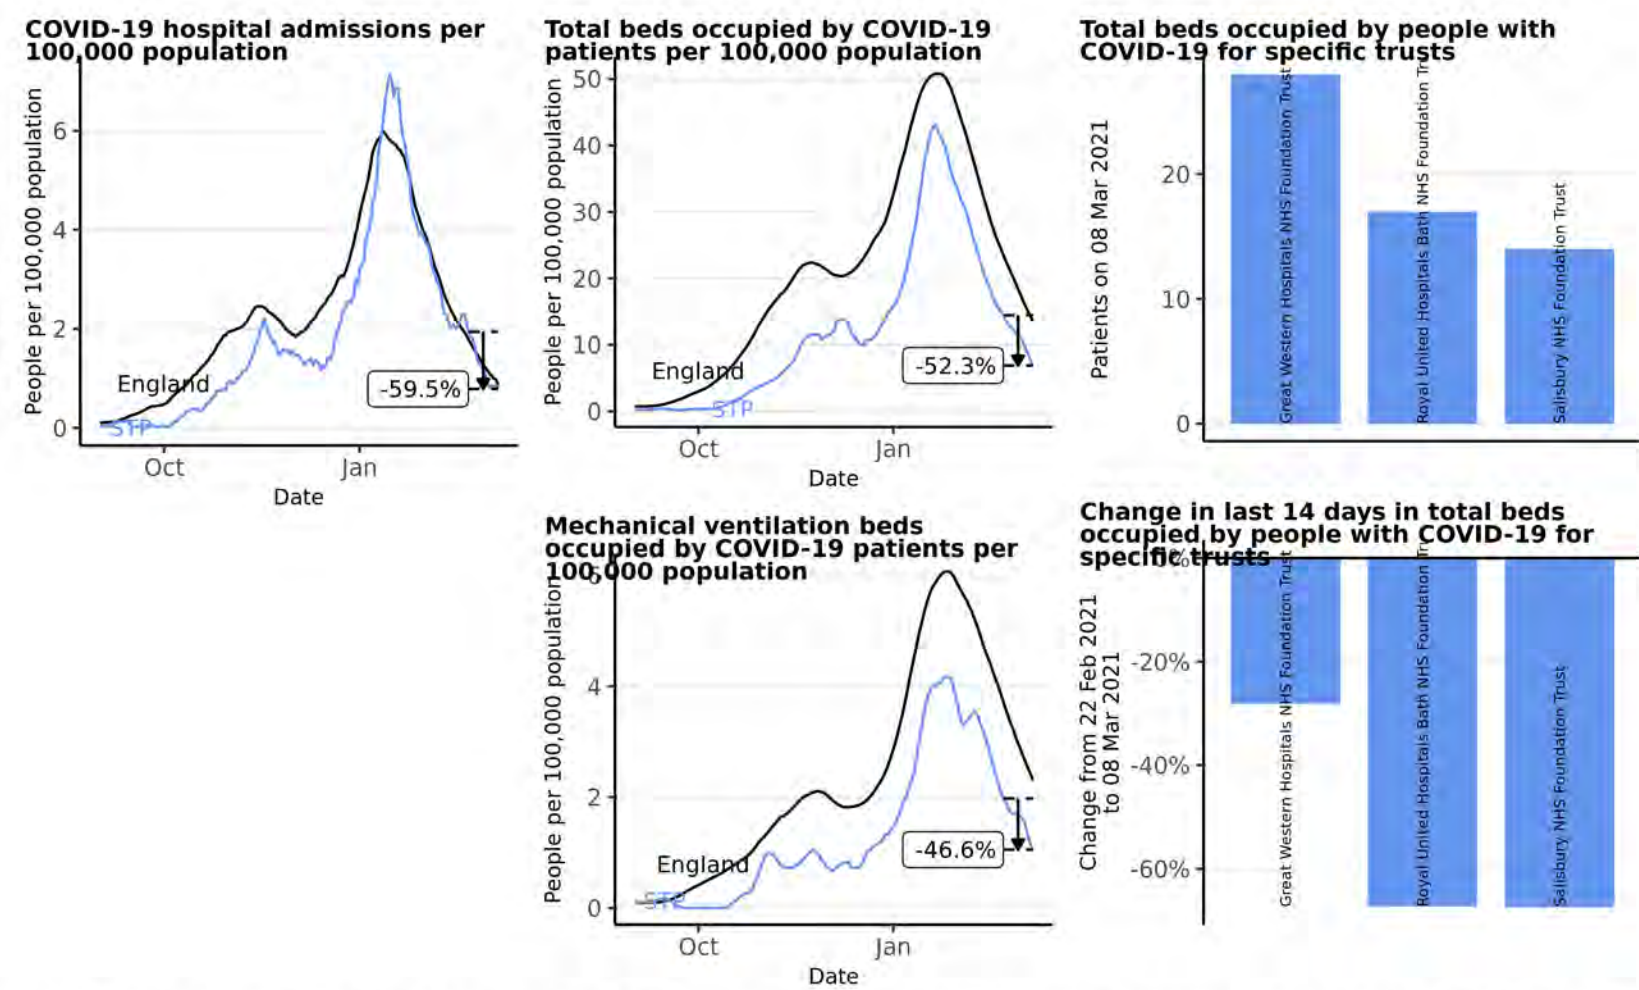 COVID-19 hospital admissions per
100,000 population
People per 100,000 population
6
4
2
0
England
STP
-59.5%
Oct
Jan
Date
Total beds occupied by COVID-19
patients per 100,000 population
People per 100,000 population
50
40
30
20
10
0
England
STP
-52.3%
Oct
Jan
Date
Total beds occupied by people with
COVID-19 for specific trusts
Patients on 08 Mar 2021
20
10
0
Great Western Hospitals NHS Foundation Trust
Royal United Hospitals Bath NHS Foundation Tr
Salisbury NHS Foundation Trust
Mechanical ventilation beds
occupied by COVID-19 patients per
100,000 population
People per 100,000 population
6
4
2
0
England
STP
-46.6%
Oct
Jan
Date
Change in last 14 days in total beds
occupied by people with COVID-19 for
specific trusts
Change from 22 Feb 2021
to 08 Mar 2021
0%
-20%
-40%
-60%
Great Western Hospitals NHS Foundation Trust
Royal United Hospitals Bath NHS Foundation Tr
Salisbury NHS Foundation Trust